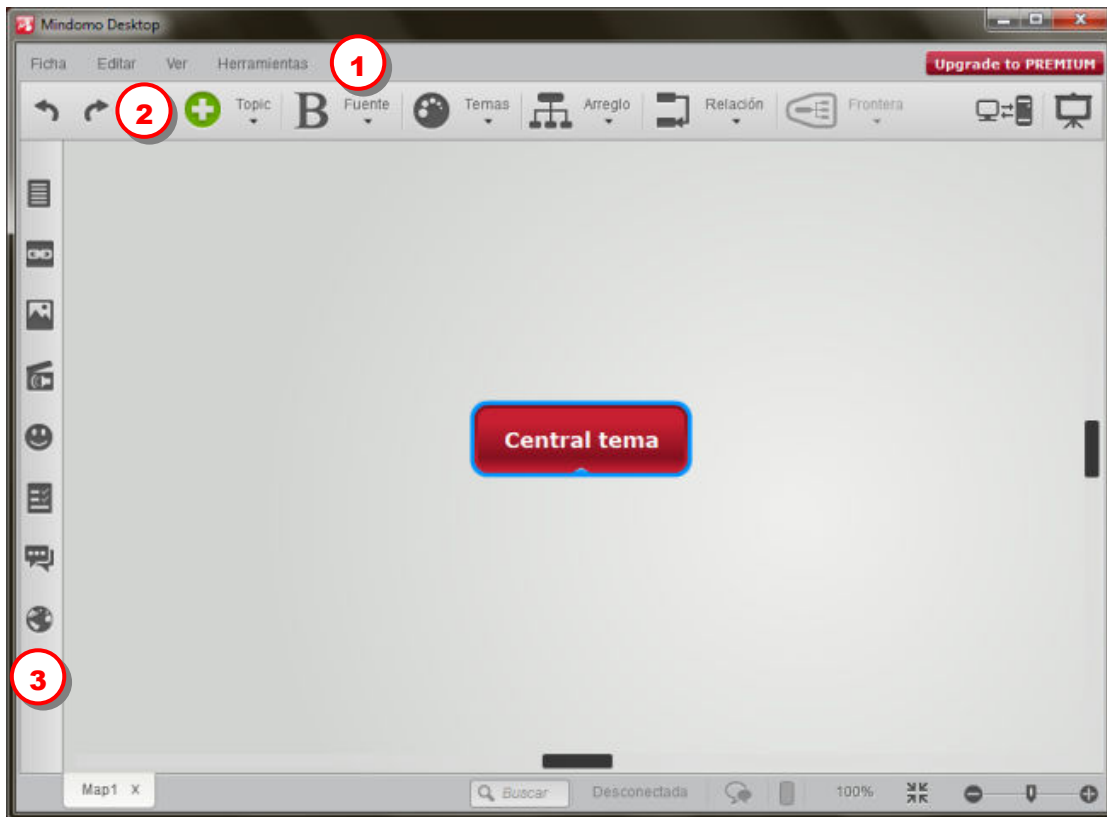 Mindomo Desktop
Ficha Editar Ver Herramientas 1 Upgrade to PREMIUM
2 Topic B Fuente Temas Arreglo Relación Frontera
Central tema
3
Map1 X Buscar Desconectada 100%